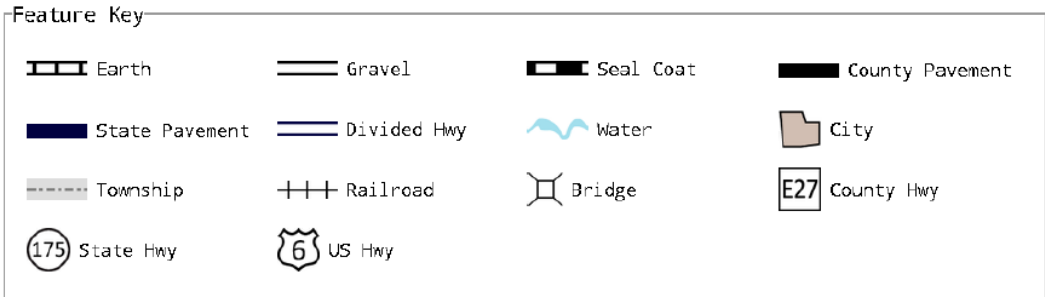 Feature Key
Earth Gravel Seal Coat County Pavement
State Pavement Divided Hwy Water City
Township Railroad Bridge E27 County Hwy
175 State Hwy 6 US Hwy